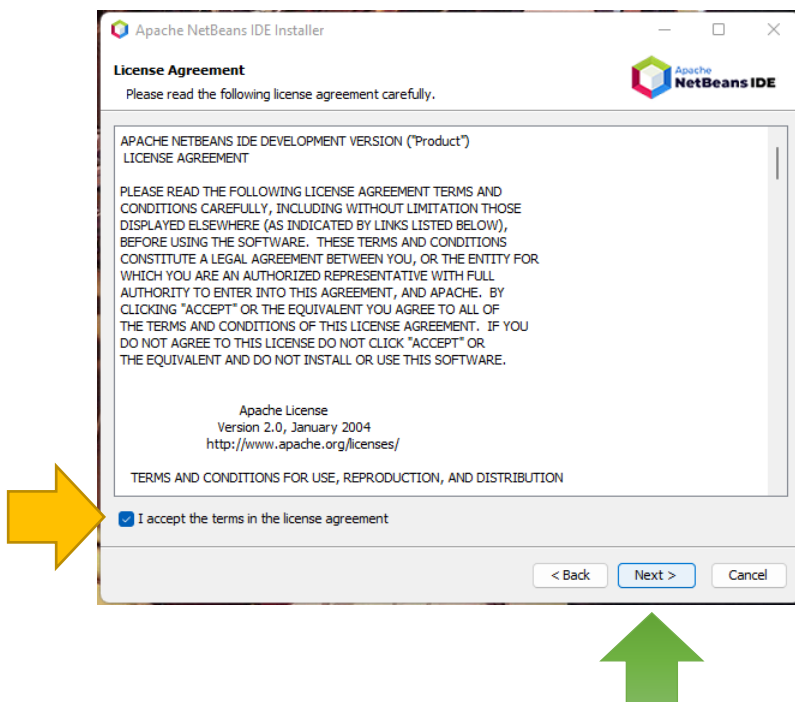 Apache NetBeans IDE Installer
License Agreement
Please read the following license agreement carefully.
Apache
NetBeans IDE
APACHE NETBEANS IDE DEVELOPMENT VERSION ("Product")
LICENSE AGREEMENT
PLEASE READ THE FOLLOWING LICENSE AGREEMENT TERMS AND
CONDITIONS CAREFULLY, INCLUDING WITHOUT LIMITATION THOSE
DISPLAYED ELSEWHERE (AS INDICATED BY LINKS LISTED BELOW),
BEFORE USING THE SOFTWARE.  THESE TERMS AND CONDITIONS
CONSTITUTE A LEGAL AGREEMENT BETWEEN YOU, OR THE ENTITY FOR
WHICH YOU ARE AN AUTHORIZED REPRESENTATIVE WITH FULL
AUTHORITY TO ENTER INTO THIS AGREEMENT, AND APACHE.  BY
CLICKING "ACCEPT" OR THE EQUIVALENT YOU AGREE TO ALL OF
THE TERMS AND CONDITIONS OF THIS LICENSE AGREEMENT.  IF YOU
DO NOT AGREE TO THIS LICENSE DO NOT CLICK "ACCEPT" OR
THE EQUIVALENT AND DO NOT INSTALL OR USE THIS SOFTWARE.
Apache License
Version 2.0, January 2004
http://www.apache.org/licenses/
TERMS AND CONDITIONS FOR USE, REPRODUCTION, AND DISTRIBUTION
I accept the terms in the license agreement
< Back
Next >
Cancel